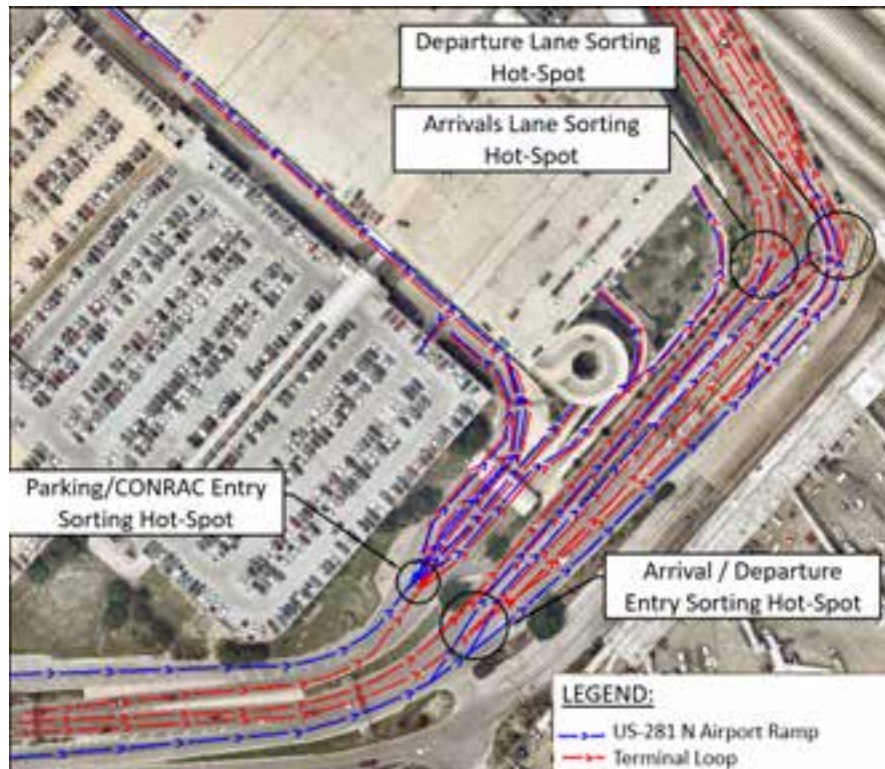 Departure Lane Sorting
Hot-Spot
Arrivals Lane Sorting
Hot-Spot
Parking/CONRAC Entry
Sorting Hot-Spot
Arrival / Departure
Entry Sorting Hot-Spot
LEGEND:
US-281 N Airport Ramp
Terminal Loop